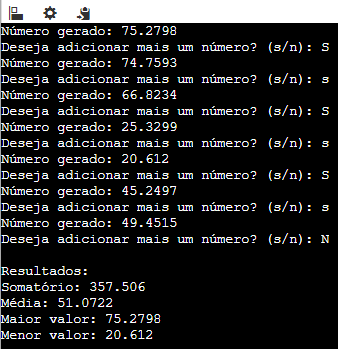 Número gerado: 75.2798
Deseja adicionar mais um número? (s/n): S
Número gerado: 74.7593
Deseja adicionar mais um número? (s/n): s
Número gerado: 66.8234
Deseja adicionar mais um número? (s/n): S
Número gerado: 25.3299
Deseja adicionar mais um número? (s/n): s
Número gerado: 20.612
Deseja adicionar mais um número? (s/n): S
Número gerado: 45.2497
Deseja adicionar mais um número? (s/n): s
Número gerado: 49.4515
Deseja adicionar mais um número? (s/n): N
Resultados:
Somatório: 357.506
Média: 51.0722
Maior valor: 75.2798
Menor valor: 20.612